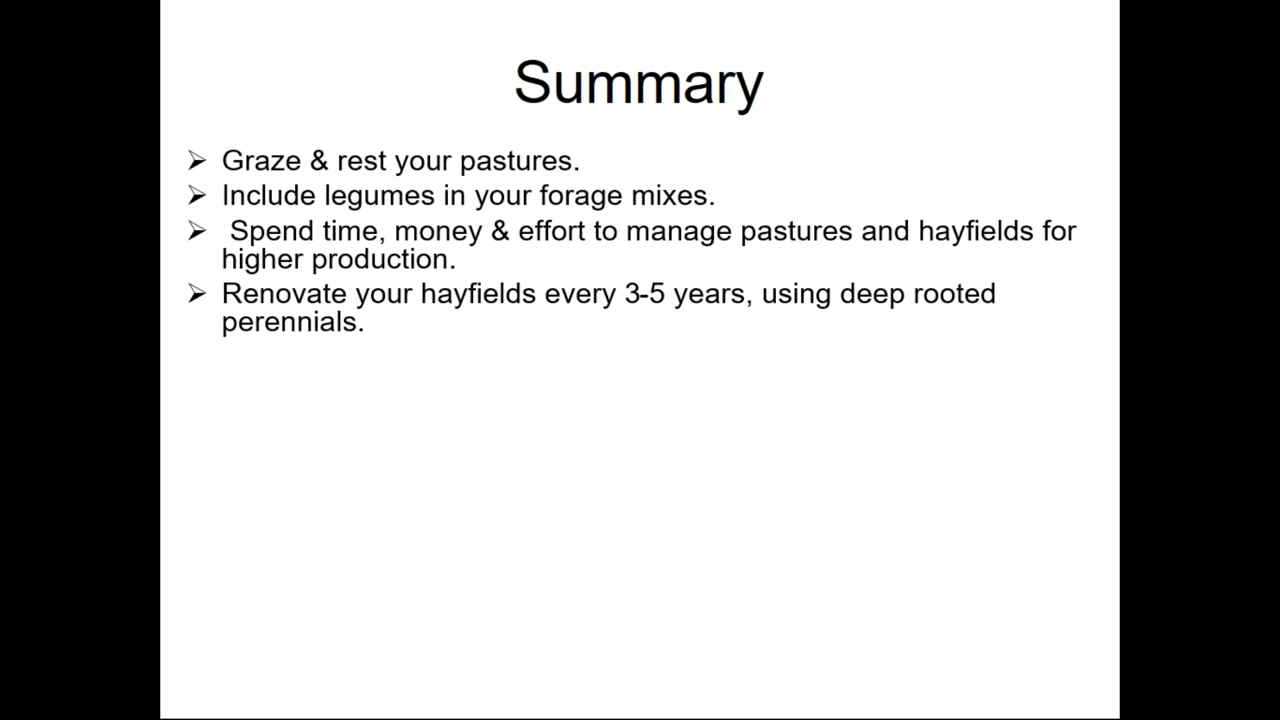 Summary
➢ Graze & rest your pastures.
➢ Include legumes in your forage mixes.
➢ Spend time, money & effort to manage pastures and hayfields for
higher production.
➢ Renovate your hayfields every 3-5 years, using deep rooted
perennials.